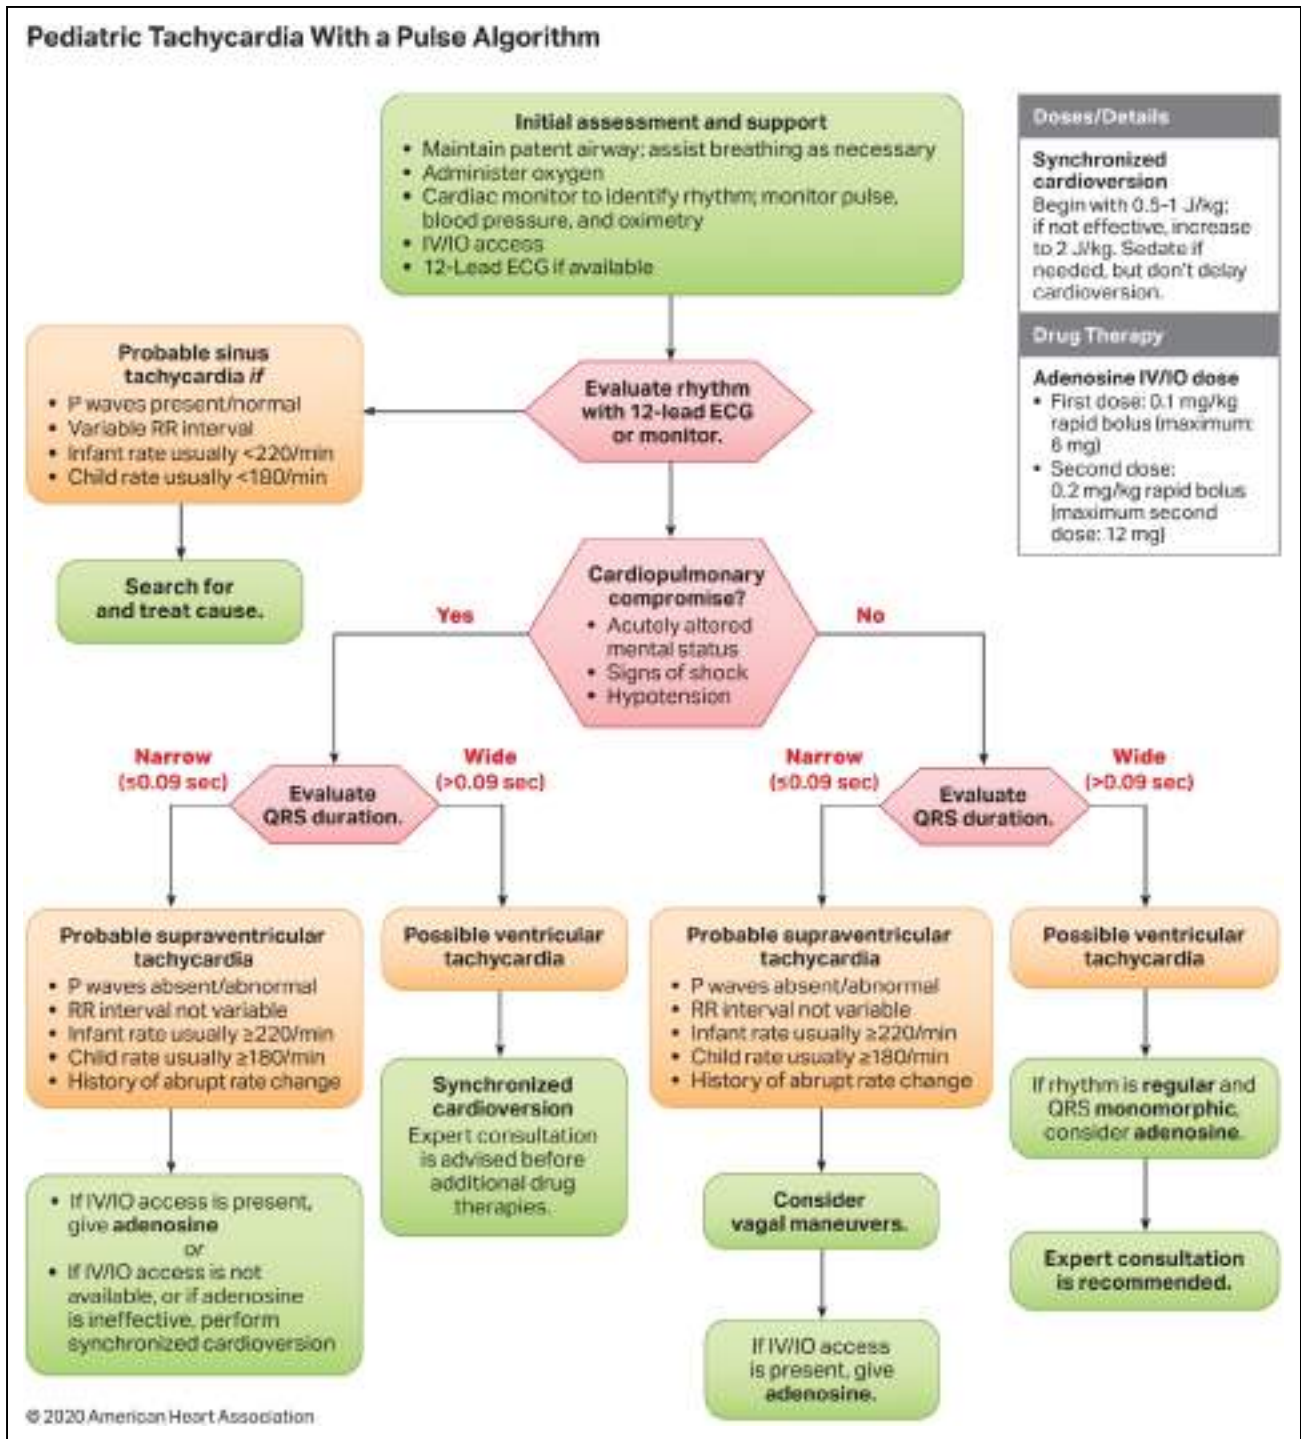 Pediatric Tachycardia With a Pulse Algorithm
Initial assessment and support
• Maintain patent airway; assist breathing as necessary
• Administer oxygen
• Cardiac monitor to identify rhythm; monitor pulse,
blood pressure, and oximetry
• IV/IO access
• 12-Lead ECG if available
Doses/Details
Synchronized
cardioversion
Begin with 0.5-1 J/kg;
if not effective, increase
to 2 J/kg. Sedate if
needed, but don't delay
cardioversion.
Drug Therapy
Adenosine IV/IO dose
• First dose: 0.1 mg/kg
rapid bolus (maximum:
6 mg)
• Second dose:
0.2 mg/kg rapid bolus
(maximum second
dose: 12 mg)
Probable sinus
tachycardia if
• P waves present/normal
• Variable RR interval
• Infant rate usually <220/min
• Child rate usually <180/min
Evaluate rhythm
with 12-lead ECG
or monitor.
Search for
and treat cause.
Cardiopulmonary
compromise?
• Acutely altered
mental status
• Signs of shock
• Hypotension
Yes
No
Narrow
(≤0.09 sec)
Evaluate
QRS duration.
Wide
(>0.09 sec)
Narrow
(≤0.09 sec)
Evaluate
QRS duration.
Wide
(>0.09 sec)
Probable supraventricular
tachycardia
• P waves absent/abnormal
• RR interval not variable
• Infant rate usually ≥220/min
• Child rate usually ≥180/min
• History of abrupt rate change
• If IV/IO access is present,
give adenosine
or
• If IV/IO access is not
available, or if adenosine
is ineffective, perform
synchronized cardioversion
Possible ventricular
tachycardia
Synchronized
cardioversion
Expert consultation
is advised before
additional drug
therapies.
Probable supraventricular
tachycardia
• P waves absent/abnormal
• RR interval not variable
• Infant rate usually ≥220/min
• Child rate usually ≥180/min
• History of abrupt rate change
Consider
vagal maneuvers.
If IV/IO access
is present, give
adenosine.
Possible ventricular
tachycardia
If rhythm is regular and
QRS monomorphic,
consider adenosine.
Expert consultation
is recommended.
© 2020 American Heart Association